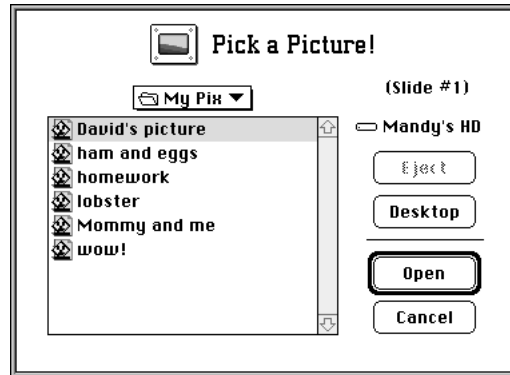 Pick a Picture!
My Pix
(Slide #1)
David's picture
ham and eggs
homework
lobster
Mommy and me
wow!
Mandy's HD
Eject
Desktop
Open
Cancel